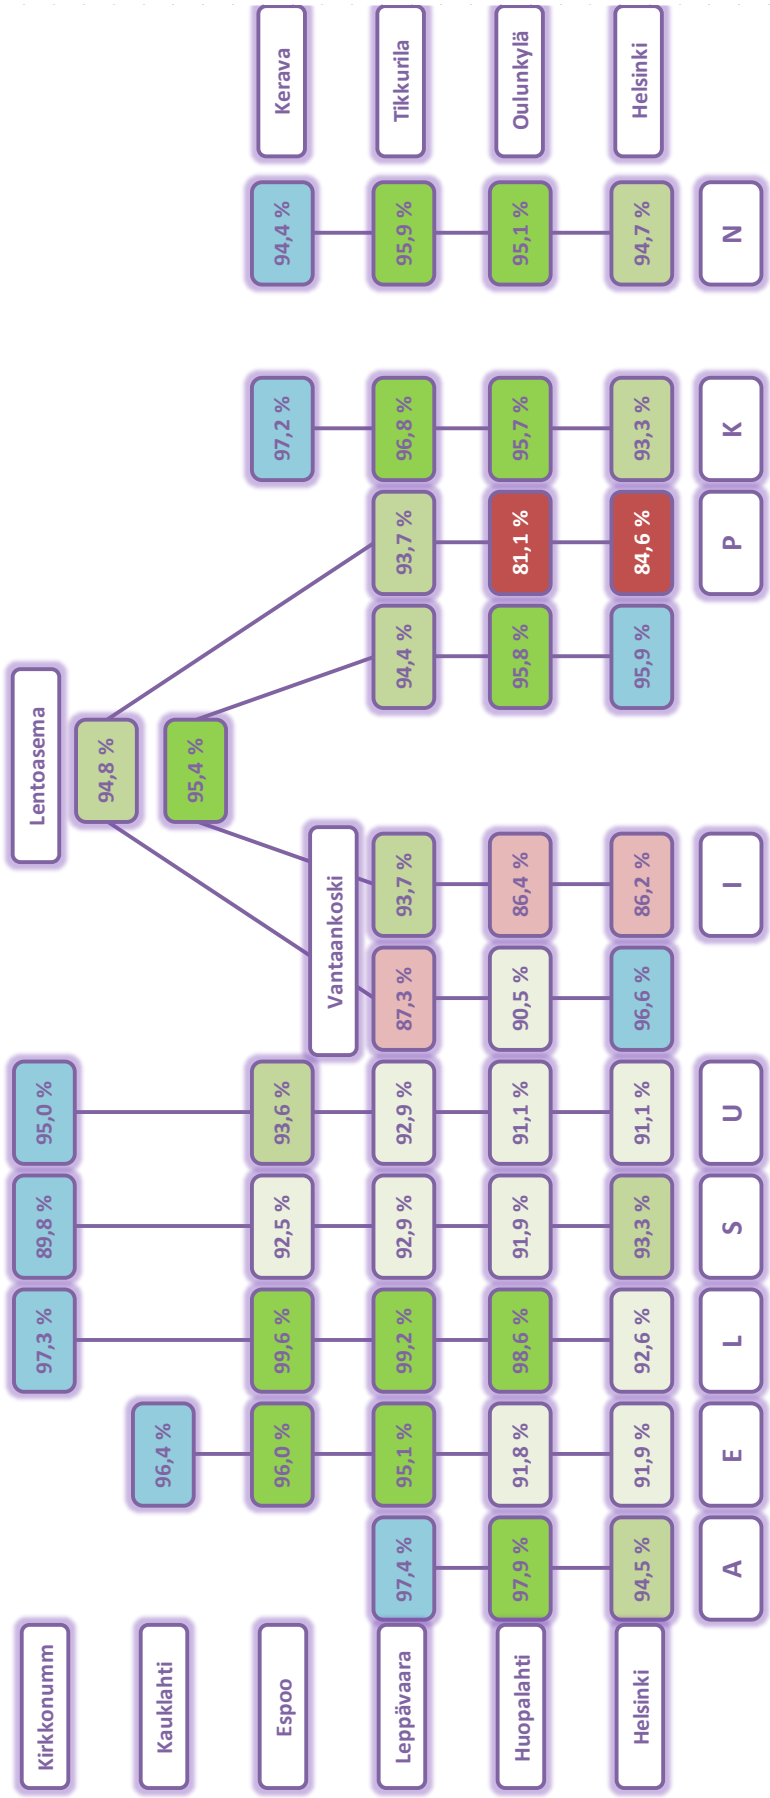 Kirkkonumm 97,3 % 89,8 % 95,0 % Lentoasema
94,8 %
Kauklahti 96,4 % 95,4 %
Espoo 96,0 % 99,6 % 92,5 % 93,6 % 97,2 % 94,4 % Kerava
Vantaankoski
Leppävaara 97,4 % 95,1 % 99,2 % 92,9 % 92,9 % 87,3 % 93,7 % 94,4 % 93,7 % 96,8 % 95,9 % Tikkurila
Huopalahti 97,9 % 91,8 % 98,6 % 91,9 % 91,1 % 90,5 % 86,4 % 95,8 % 81,1 % 95,7 % 95,1 % Oulunkylä
Helsinki 94,5 % 91,9 % 92,6 % 93,3 % 91,1 % 96,6 % 86,2 % 95,9 % 84,6 % 93,3 % 94,7 % Helsinki
A E L S U I P K N